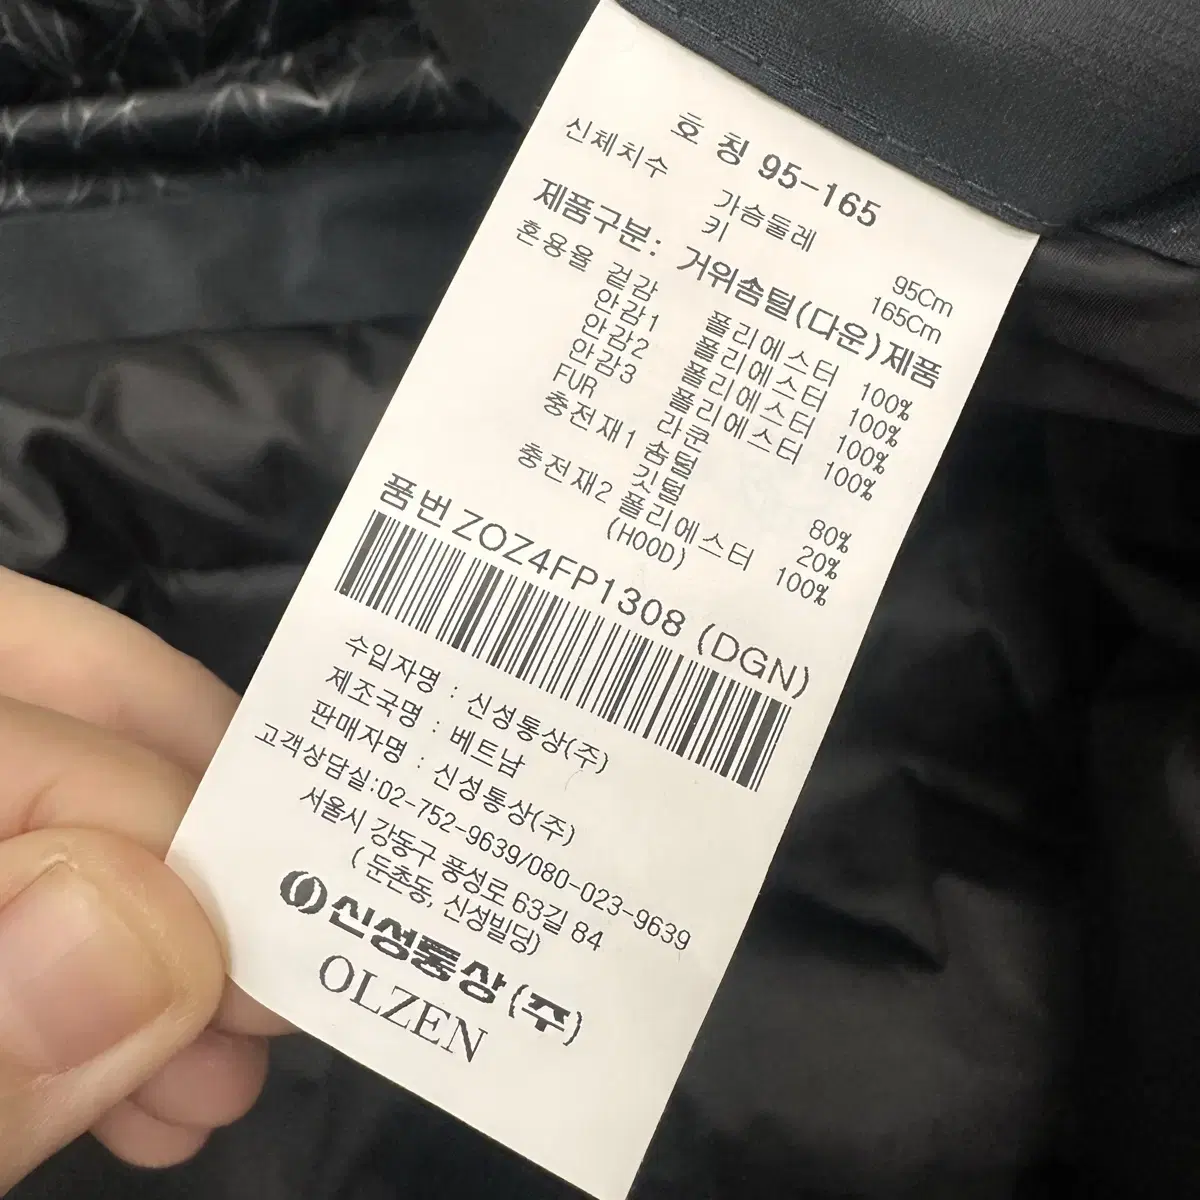 호 칭 95-165
신체치수 가슴둘레 95Cm
키 165Cm
제품구분: 거위솜털(다운)제품
혼용율 겉감 폴리에스터 100%
안감1 폴리에스터 100%
안감2 폴리에스터 100%
안감3 폴리에스터 100%
FUR 라쿤
충전재1 솜털 80%
깃털 20%
충전재2 폴리에스터 100%
(HOOD)
품번 ZOZ4FP1308 (DGN)
수입자명 : 신성통상(주)
제조국명 : 베트남
판매자명 : 신성통상(주)
고객상담실:02-752-9639/080-023-9639
서울시 강동구 풍성로 63길 84
(둔촌동, 신성빌딩)
신성통상(주)
OLZEN